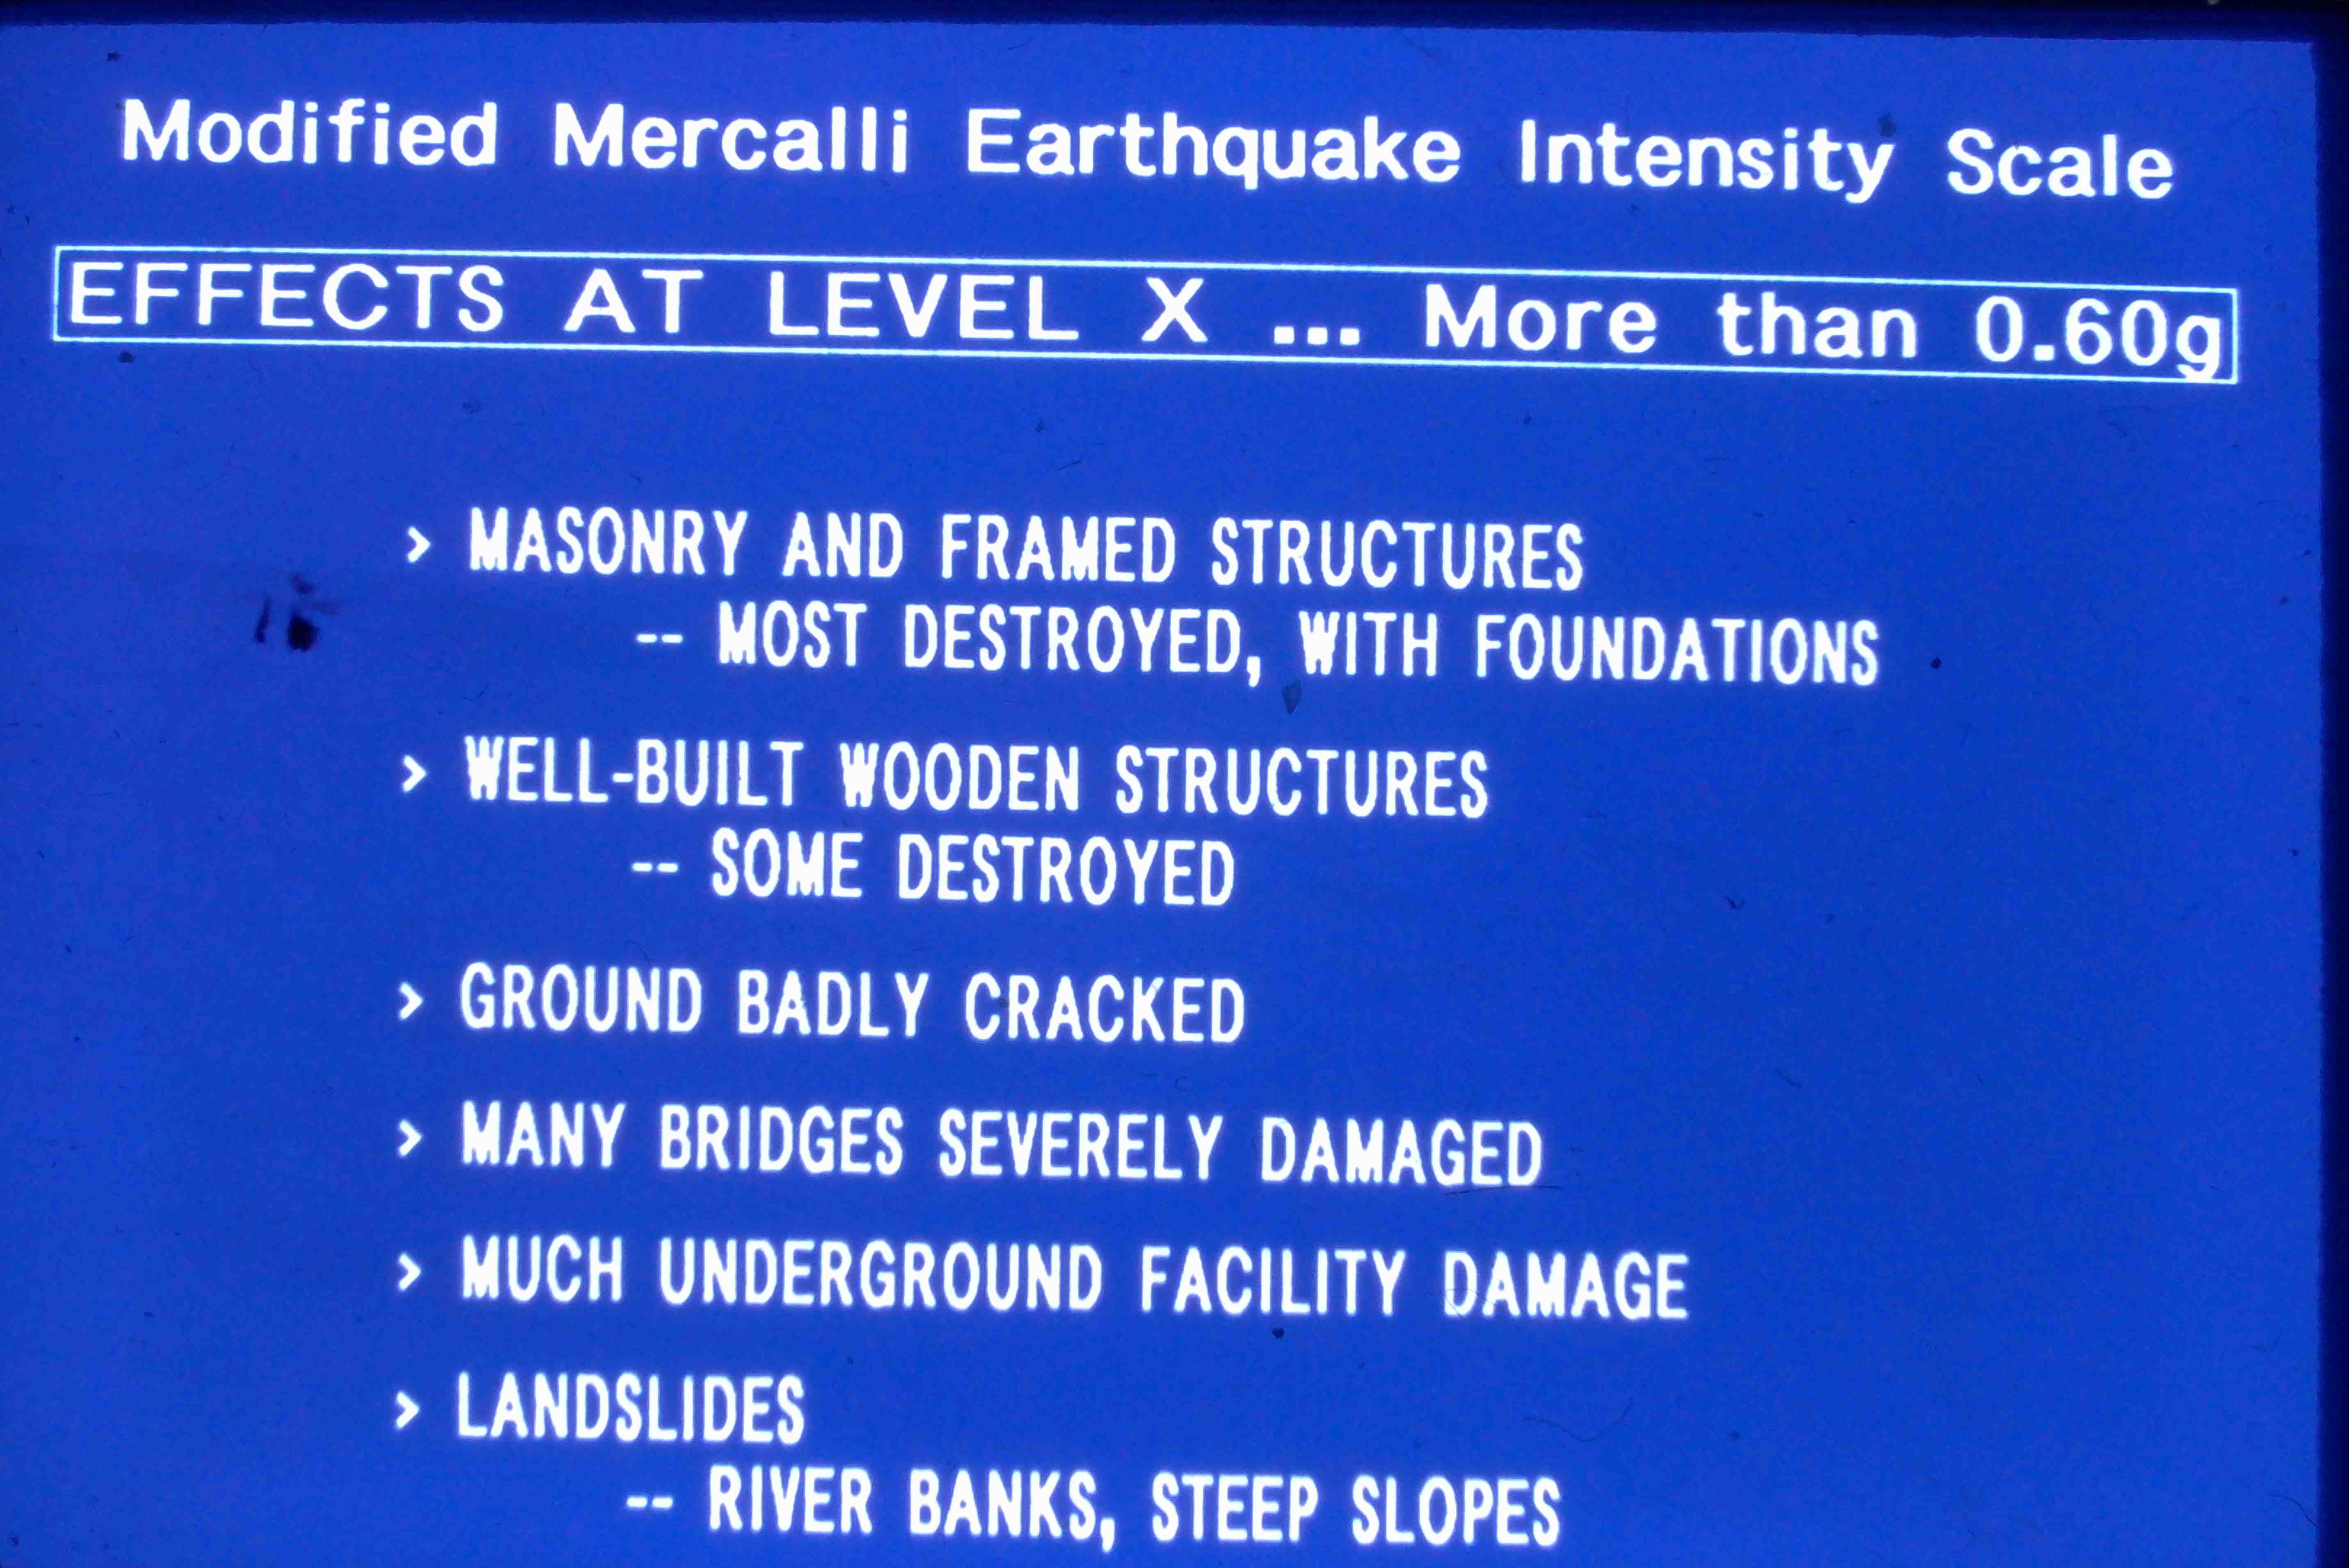 Modified Mercalli Earthquake Intensity Scale
EFFECTS AT LEVEL X ... More than 0.60g
> MASONRY AND FRAMED STRUCTURES
-- MOST DESTROYED, WITH FOUNDATIONS
> WELL-BUILT WOODEN STRUCTURES
-- SOME DESTROYED
> GROUND BADLY CRACKED
> MANY BRIDGES SEVERELY DAMAGED
> MUCH UNDERGROUND FACILITY DAMAGE
> LANDSLIDES
-- RIVER BANKS, STEEP SLOPES